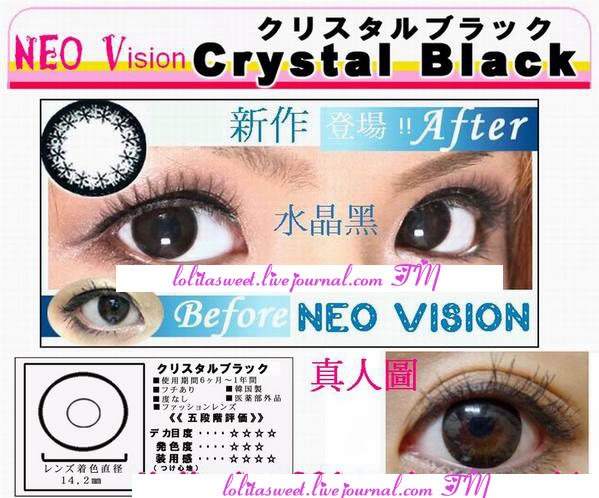 クリスタルブラック
NEO Vision Crystal Black
新作 登場 !! After
水晶黑
lolitasweet.livejournal.com TM
Before NEO VISION
クリスタルブラック
■使用期間6ヶ月～1年間
■フチあり ■韓国製
■度なし ■医薬部外品
■ファッションレンズ
《《 五段階評価》
デカ目度・・・・☆☆☆☆
発色度・・・・☆☆☆
装用感・・・・☆☆☆☆
(つけ心地)
レンズ着色直径
14.2mm
真人圖
lolitasweet.livejournal.com TM